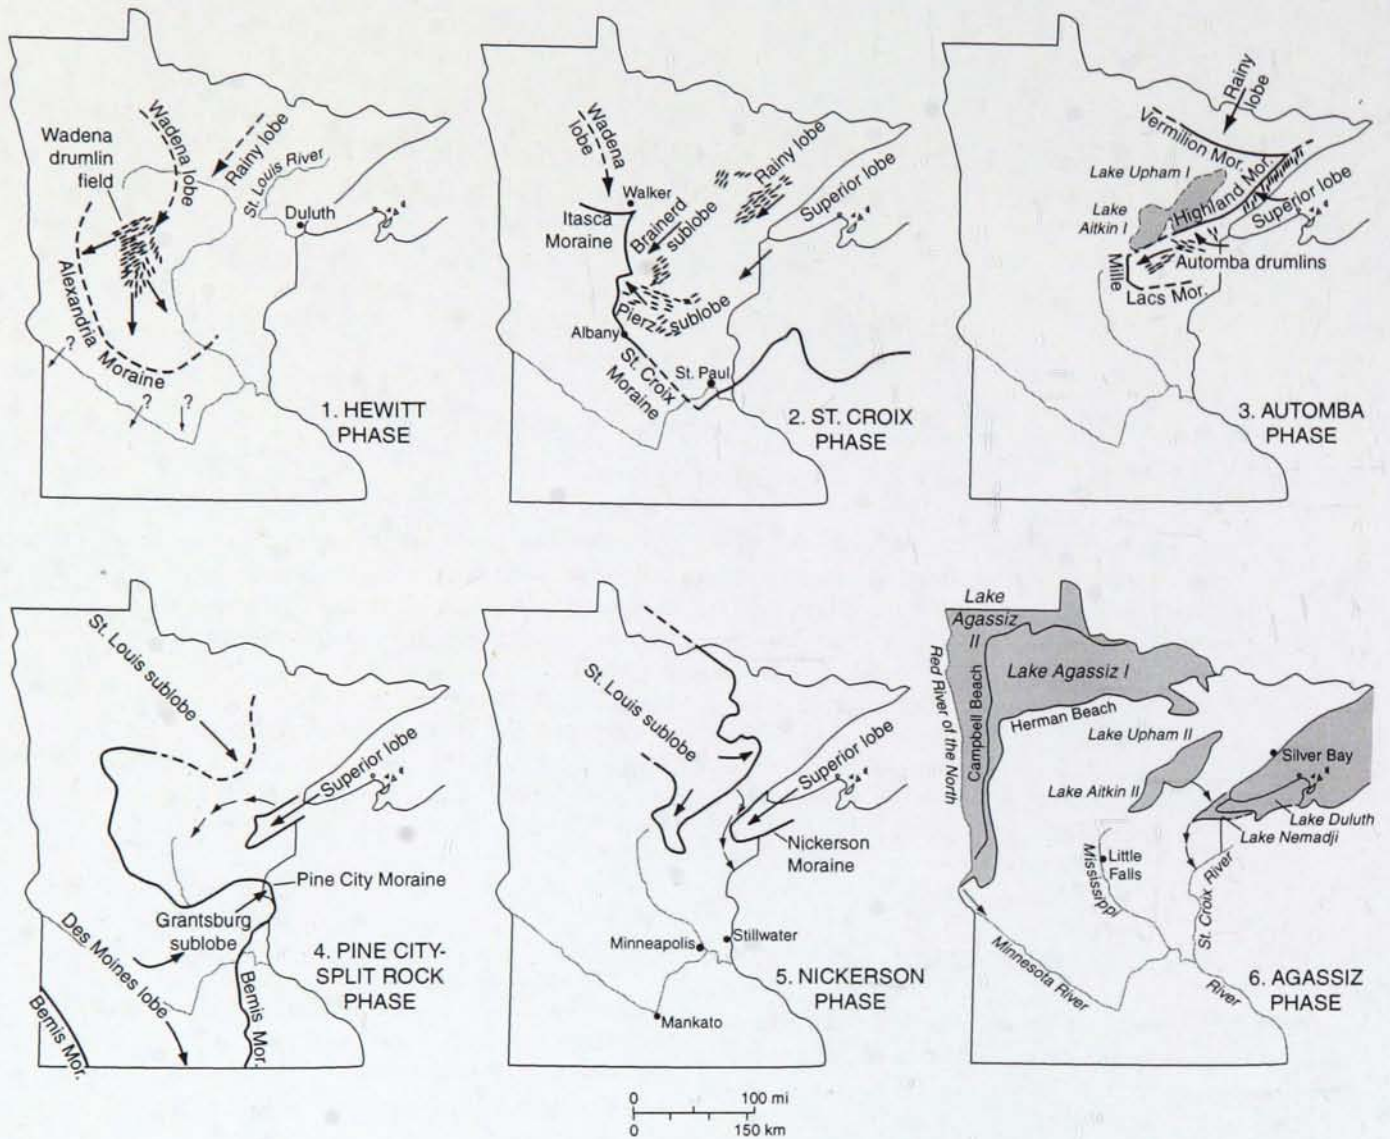 Wadena
drumlin
field
Wadena lobe
Rainy lobe
St. Louis River
Duluth
Alexandria Moraine
?
?
?
1. HEWITT
PHASE
Wadena
lobe
Walker
Itasca
Moraine
Brainerd
sublobe
Rainy lobe
Superior lobe
Pierz sublobe
Albany
St. Croix
Moraine
St. Paul
2. ST. CROIX
PHASE
Rainy
lobe
Vermilion Mor.
Lake Upham I
Highland Mor.
Lake
Aitkin I
Superior lobe
Automba drumlins
Mille
Lacs Mor.
3. AUTOMBA
PHASE
St. Louis
sublobe
Superior lobe
Pine City Moraine
Grantsburg
sublobe
Des Moines lobe
Bemis Mor.
Bemis Mor.
4. PINE CITY-
SPLIT ROCK
PHASE
St. Louis sublobe
Superior lobe
Nickerson
Moraine
Minneapolis
Stillwater
Mankato
5. NICKERSON
PHASE
Lake
Agassiz
II
Lake Agassiz I
Red River of the North
Campbell Beach
Herman Beach
Lake Upham II
Silver Bay
Lake Aitkin II
Lake Duluth
Lake Nemadji
Little
Falls
Mississippi
St. Croix River
Minnesota River
River
6. AGASSIZ
PHASE
0 100 mi
0 150 km